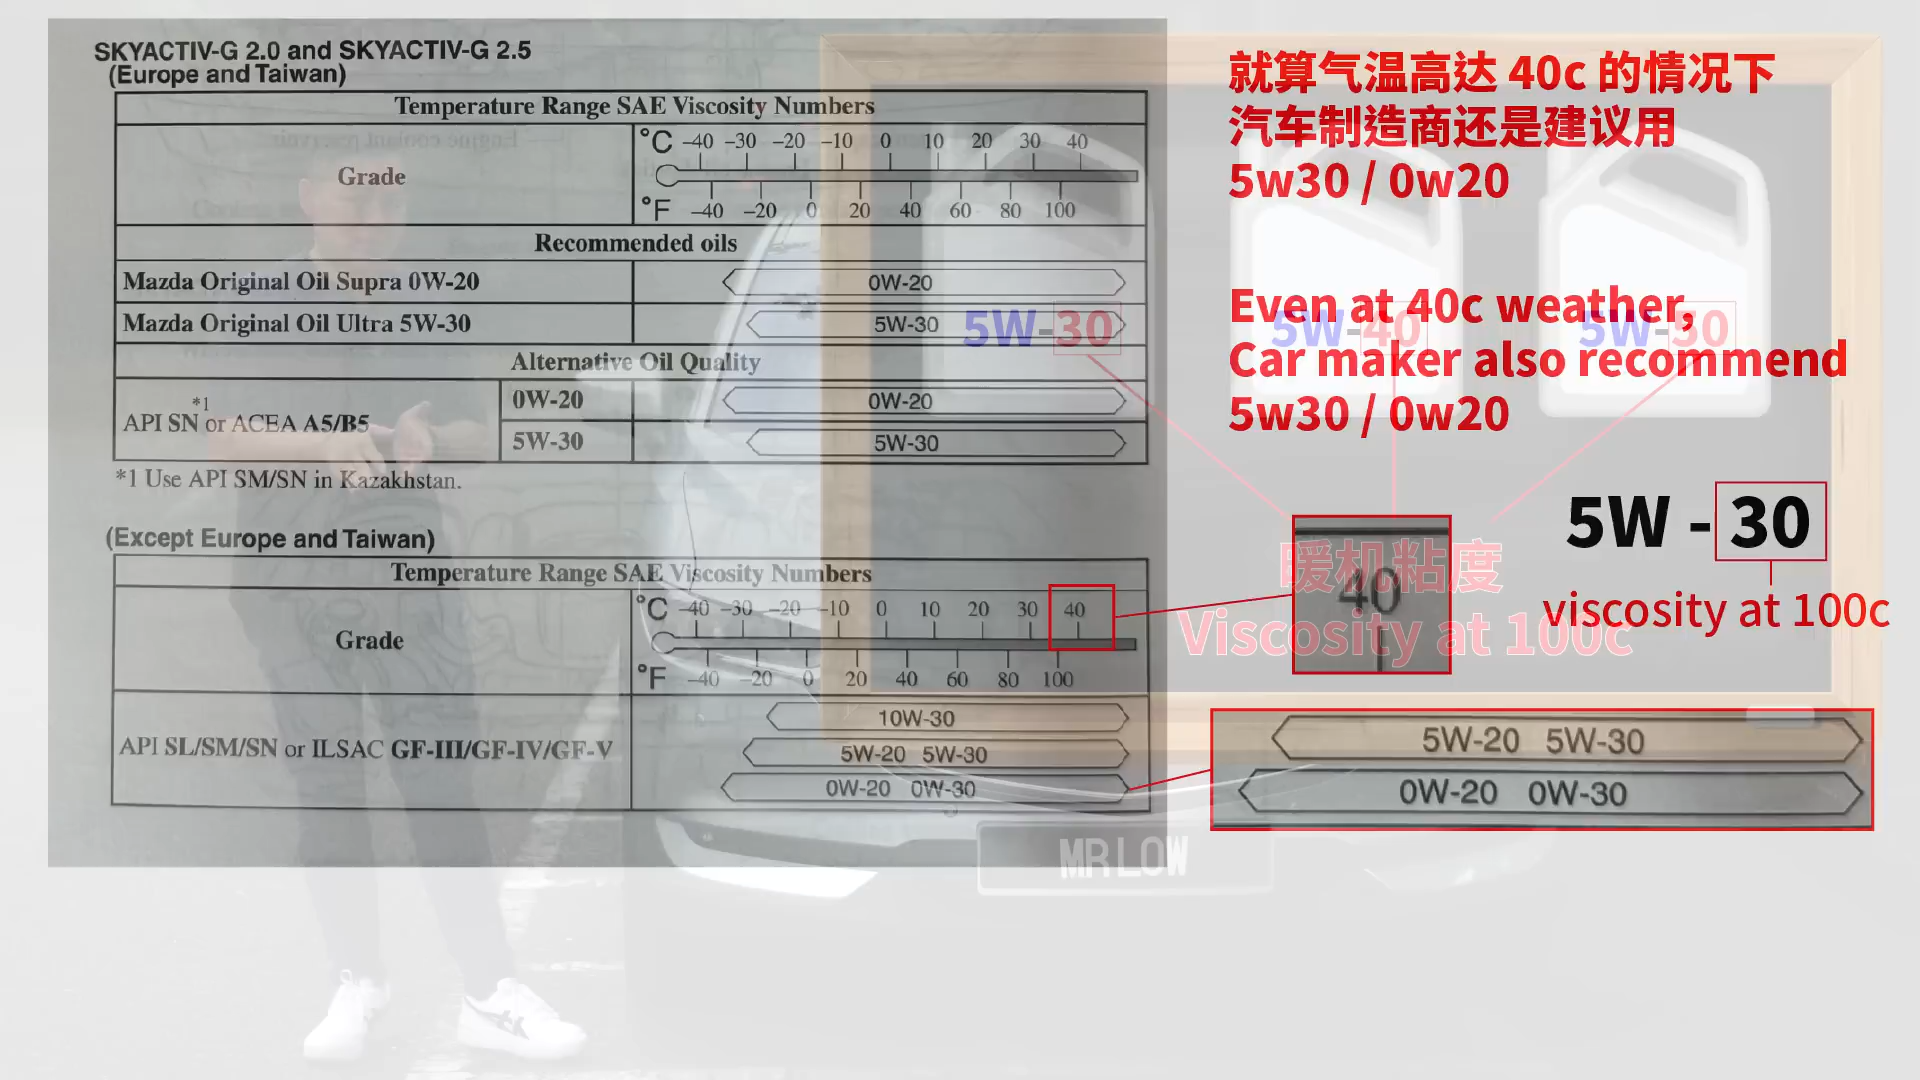 SKYACTIV-G 2.0 and SKYACTIV-G 2.5
(Europe and Taiwan)
Temperature Range SAE Viscosity Numbers
Grade
°C -40 -30 -20 -10 0 10 20 30 40
°F -40 -20 0 20 40 60 80 100
Recommended oils
Mazda Original Oil Supra 0W-20
0W-20
Mazda Original Oil Ultra 5W-30
5W-30
Alternative Oil Quality
API SN*1 or ACEA A5/B5
0W-20
0W-20
5W-30
5W-30
*1 Use API SM/SN in Kazakhstan.
(Except Europe and Taiwan)
Temperature Range SAE Viscosity Numbers
Grade
°C -40 -30 -20 -10 0 10 20 30 40
°F -40 -20 0 20 40 60 80 100
API SL/SM/SN or ILSAC GF-III/GF-IV/GF-V
10W-30
5W-20 5W-30
0W-20 0W-30
就算气温高达 40c 的情况下
汽车制造商还是建议用
5w30 / 0w20
Even at 40c weather,
Car maker also recommend
5w30 / 0w20
5W-30
5W-40
5W-50
40
暖机粘度
Viscosity at 100c
5W - 30
viscosity at 100c
5W-20 5W-30
0W-20 0W-30
MR LOW